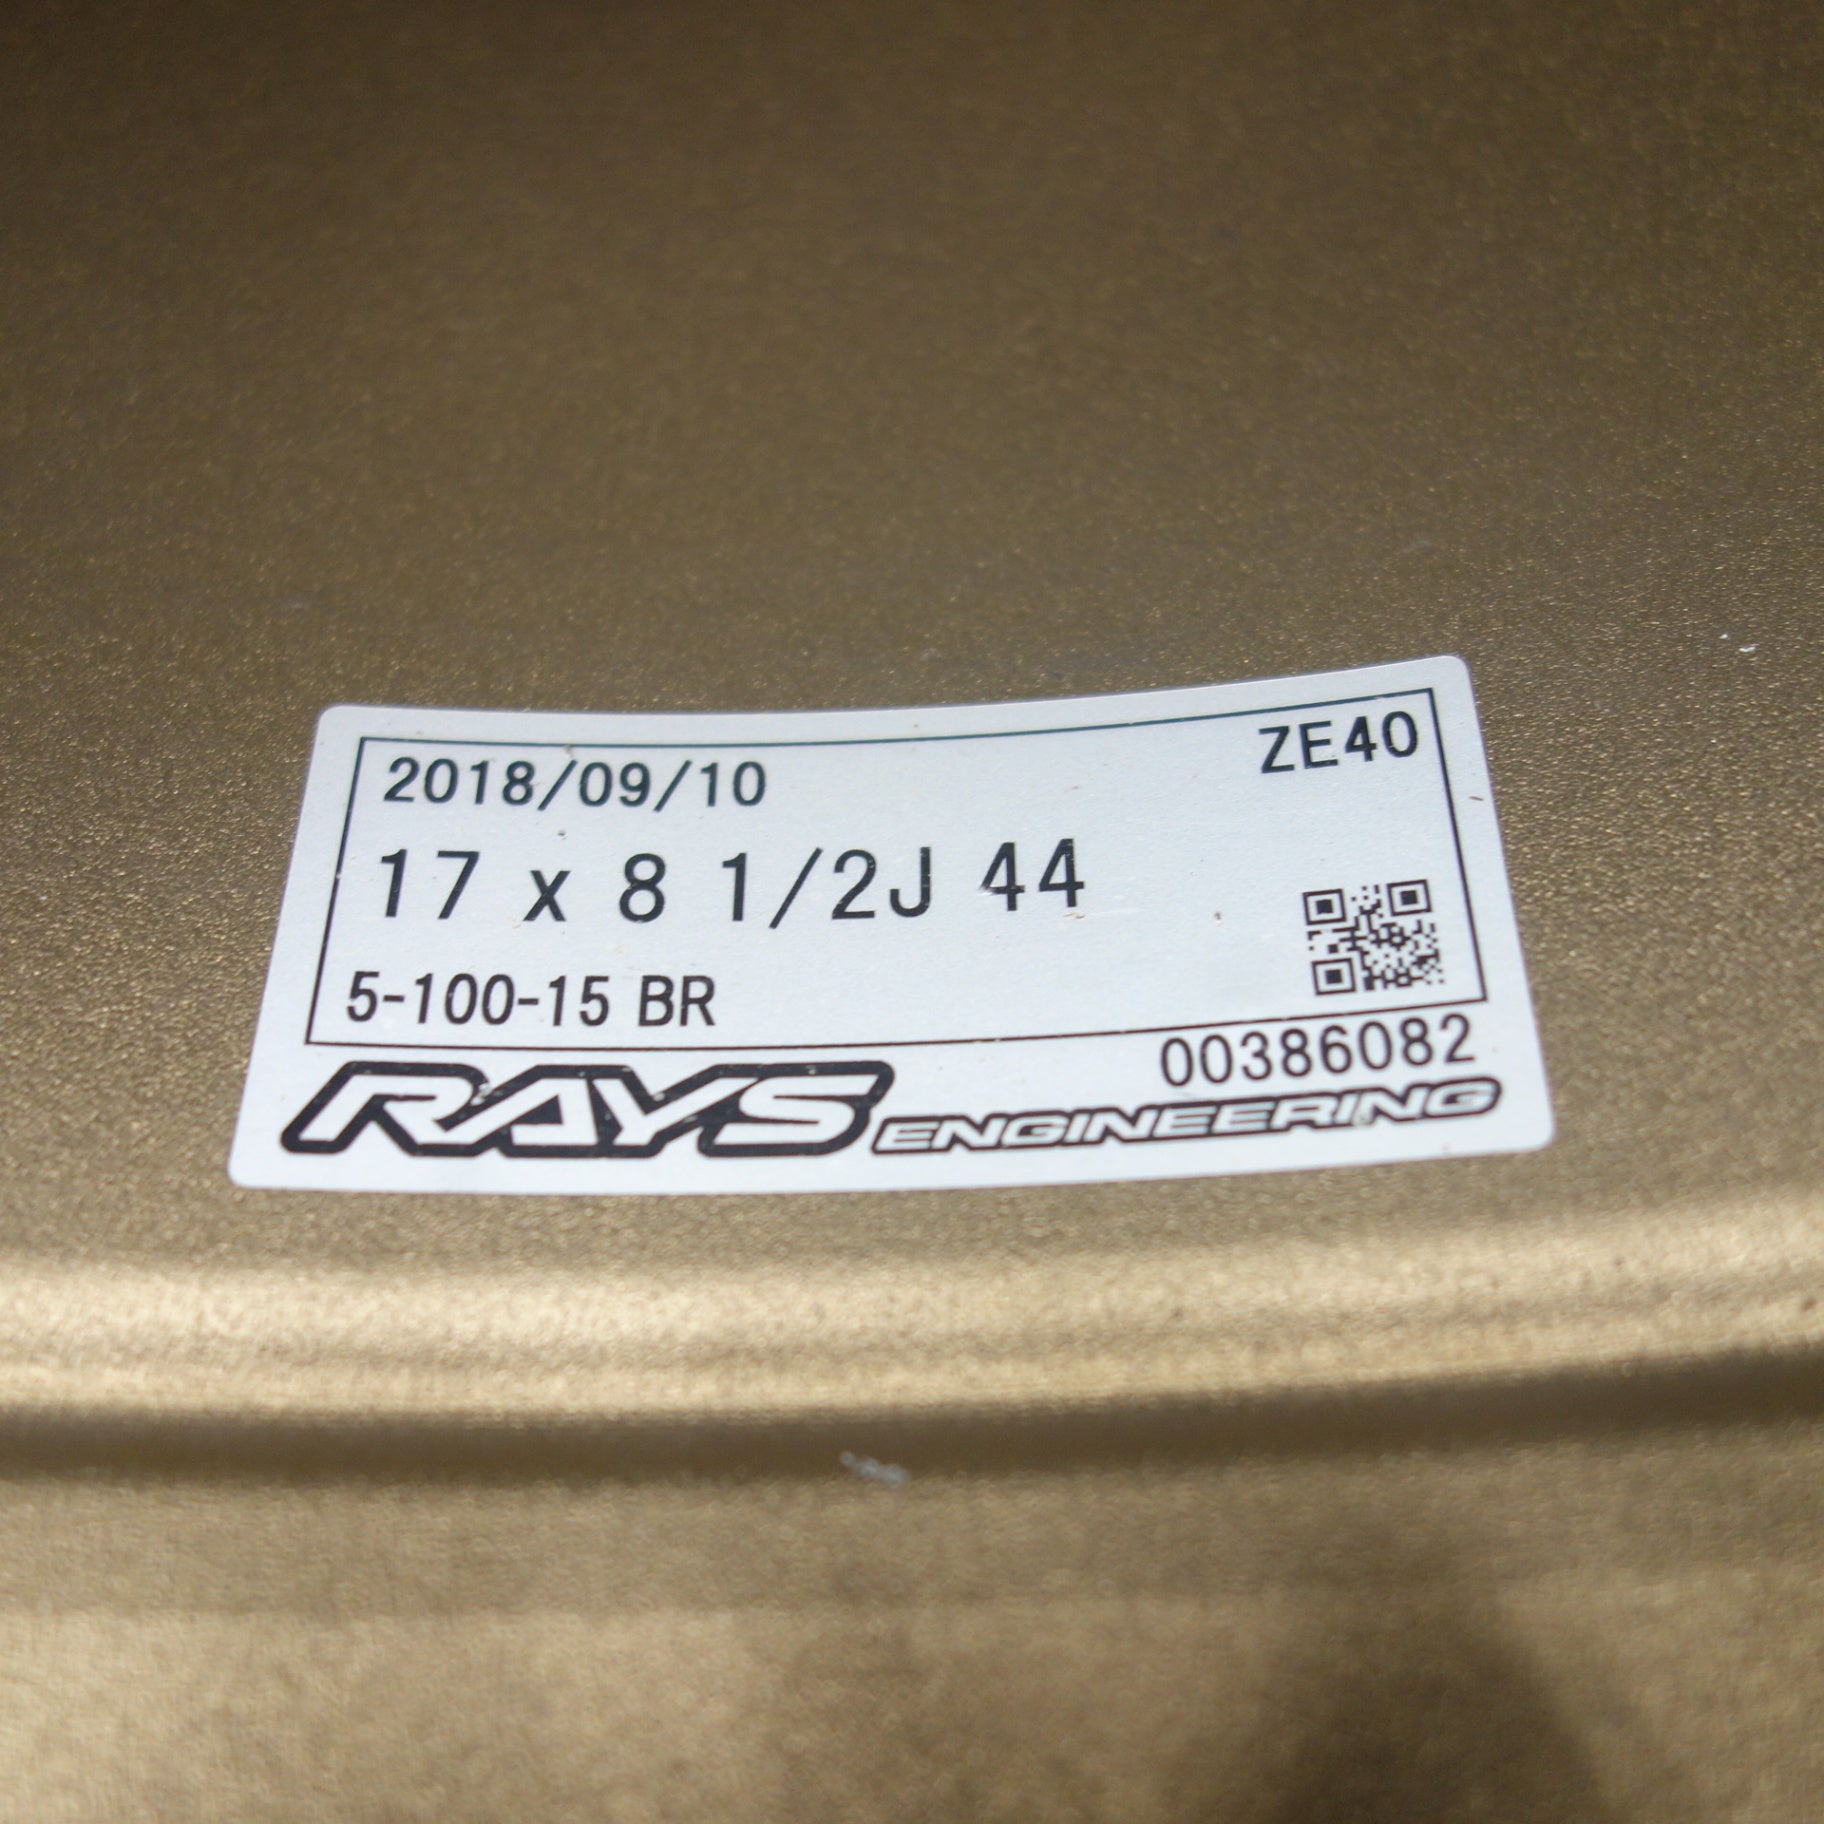 2018/09/10 ZE40
17 x 8 1/2J 44
5-100-15 BR
00386082
RAYS ENGINEERING